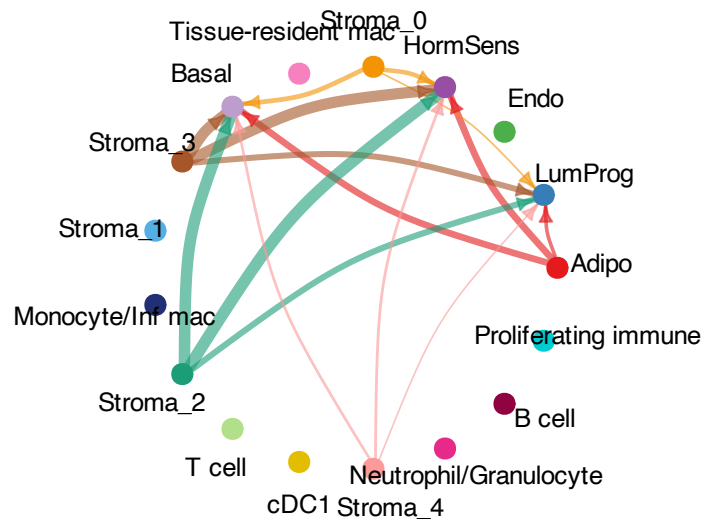 Stroma_0
Tissue-resident mac
HormSens
Basal
Endo
Stroma_3
LumProg
Stroma_1
Adipo
Monocyte/Inf mac
Proliferating immune
Stroma_2
B cell
T cell
Neutrophil/Granulocyte
cDC1
Stroma_4